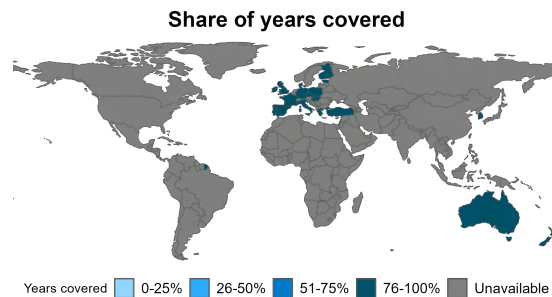 Share of years covered
Years covered 0-25% 26-50% 51-75% 76-100% Unavailable